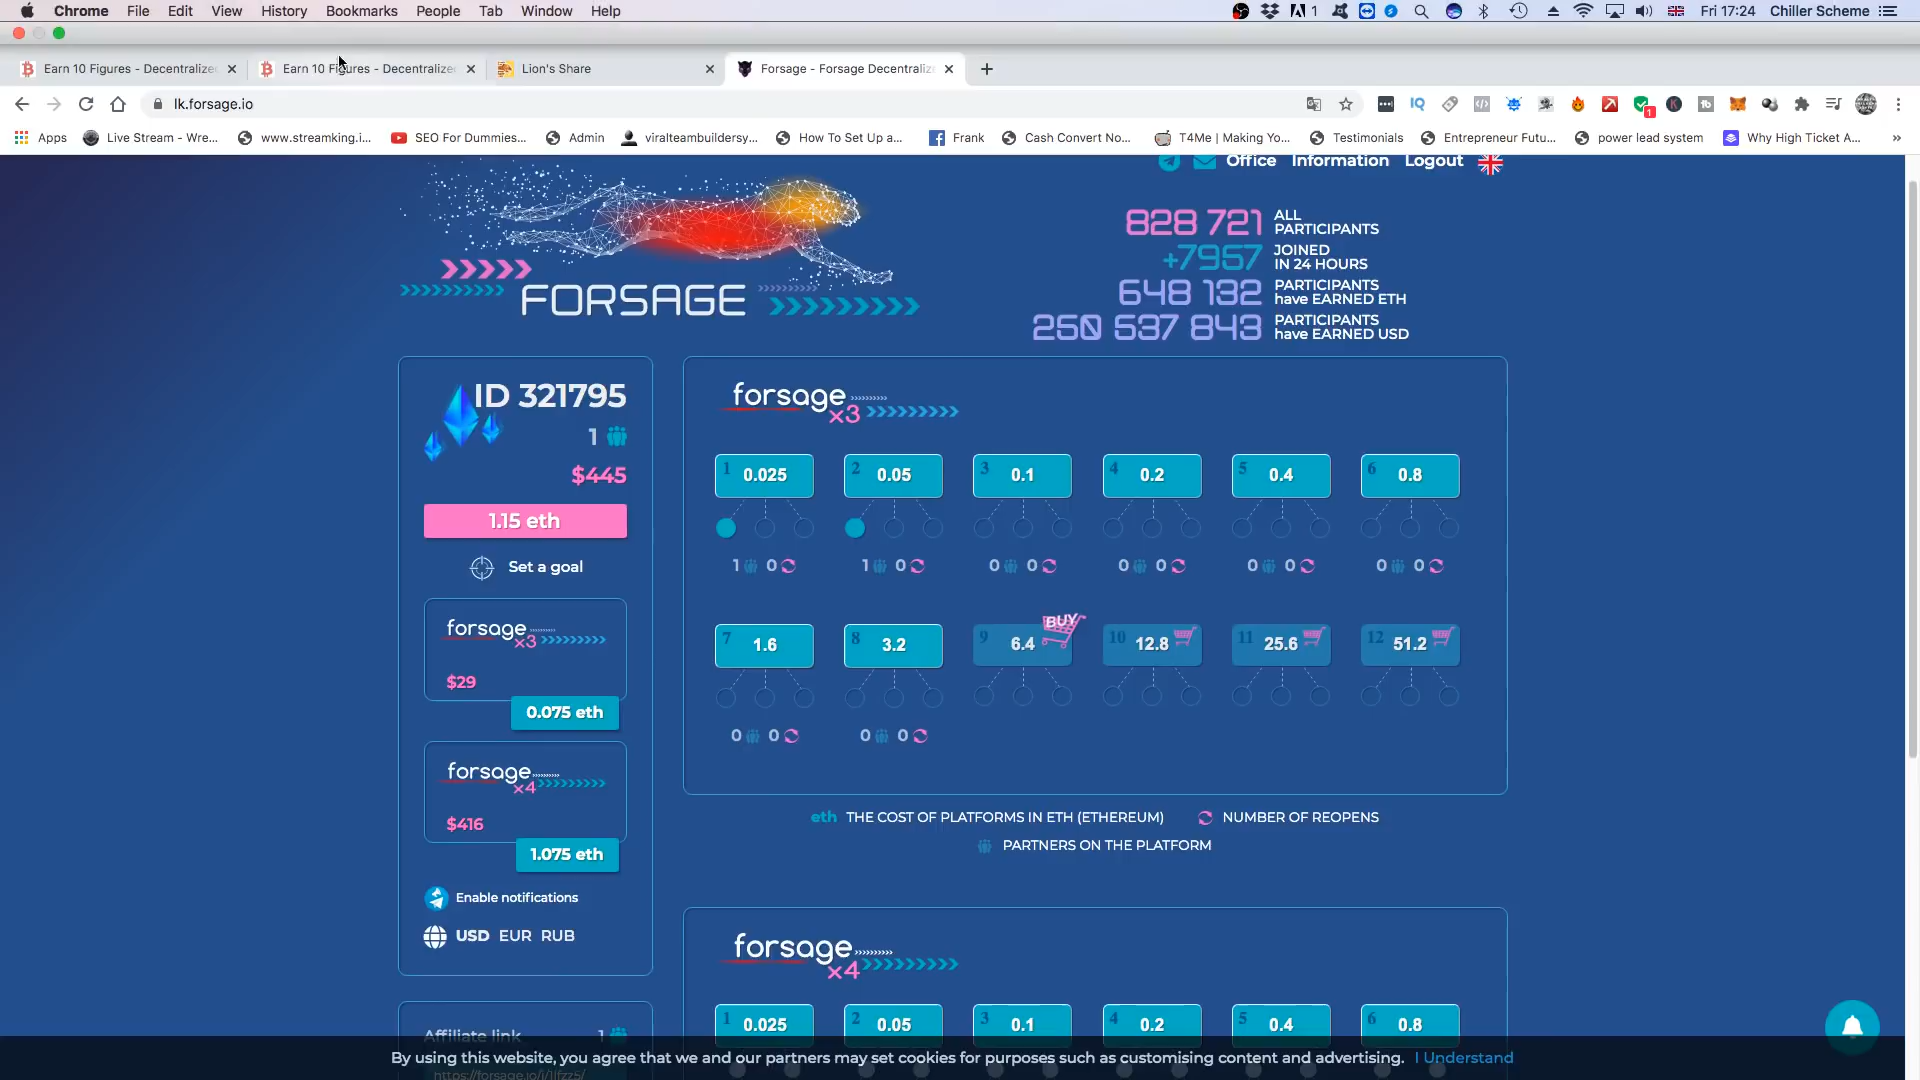 Chrome File Edit View History Bookmarks People Tab Window Help 1 Fri 17:24 Chiller Scheme
Earn 10 Figures - Decentralize Earn 10 Figures - Decentralize Lion's Share Forsage - Forsage Decentraliz
lk.forsage.io
Apps Live Stream - Wre... www.streamking.i... SEO For Dummies... Admin viralteambuildersy... How To Set Up a... Frank Cash Convert No... T4Me | Making Yo... Testimonials Entrepreneur Futu... power lead system Why High Ticket A... »
Office Information Logout
828 721 ALL PARTICIPANTS
+7957 JOINED IN 24 HOURS
648 132 PARTICIPANTS have EARNED ETH
250 537 843 PARTICIPANTS have EARNED USD
FORSAGE
ID 321795
1
$445
1.15 eth
Set a goal
forsage x3
$29
0.075 eth
forsage x4
$416
1.075 eth
Enable notifications
USD EUR RUB
Affiliate link 1
https://forsage.io/i/1lfzz5/
forsage x3
1 0.025 2 0.05 3 0.1 4 0.2 5 0.4 6 0.8
1 0 1 0 0 0 0 0 0 0 0 0
BUY
7 1.6 8 3.2 9 6.4 10 12.8 11 25.6 12 51.2
0 0 0 0
eth THE COST OF PLATFORMS IN ETH (ETHEREUM) NUMBER OF REOPENS
PARTNERS ON THE PLATFORM
forsage x4
1 0.025 2 0.05 3 0.1 4 0.2 5 0.4 6 0.8
By using this website, you agree that we and our partners may set cookies for purposes such as customising content and advertising. I Understand